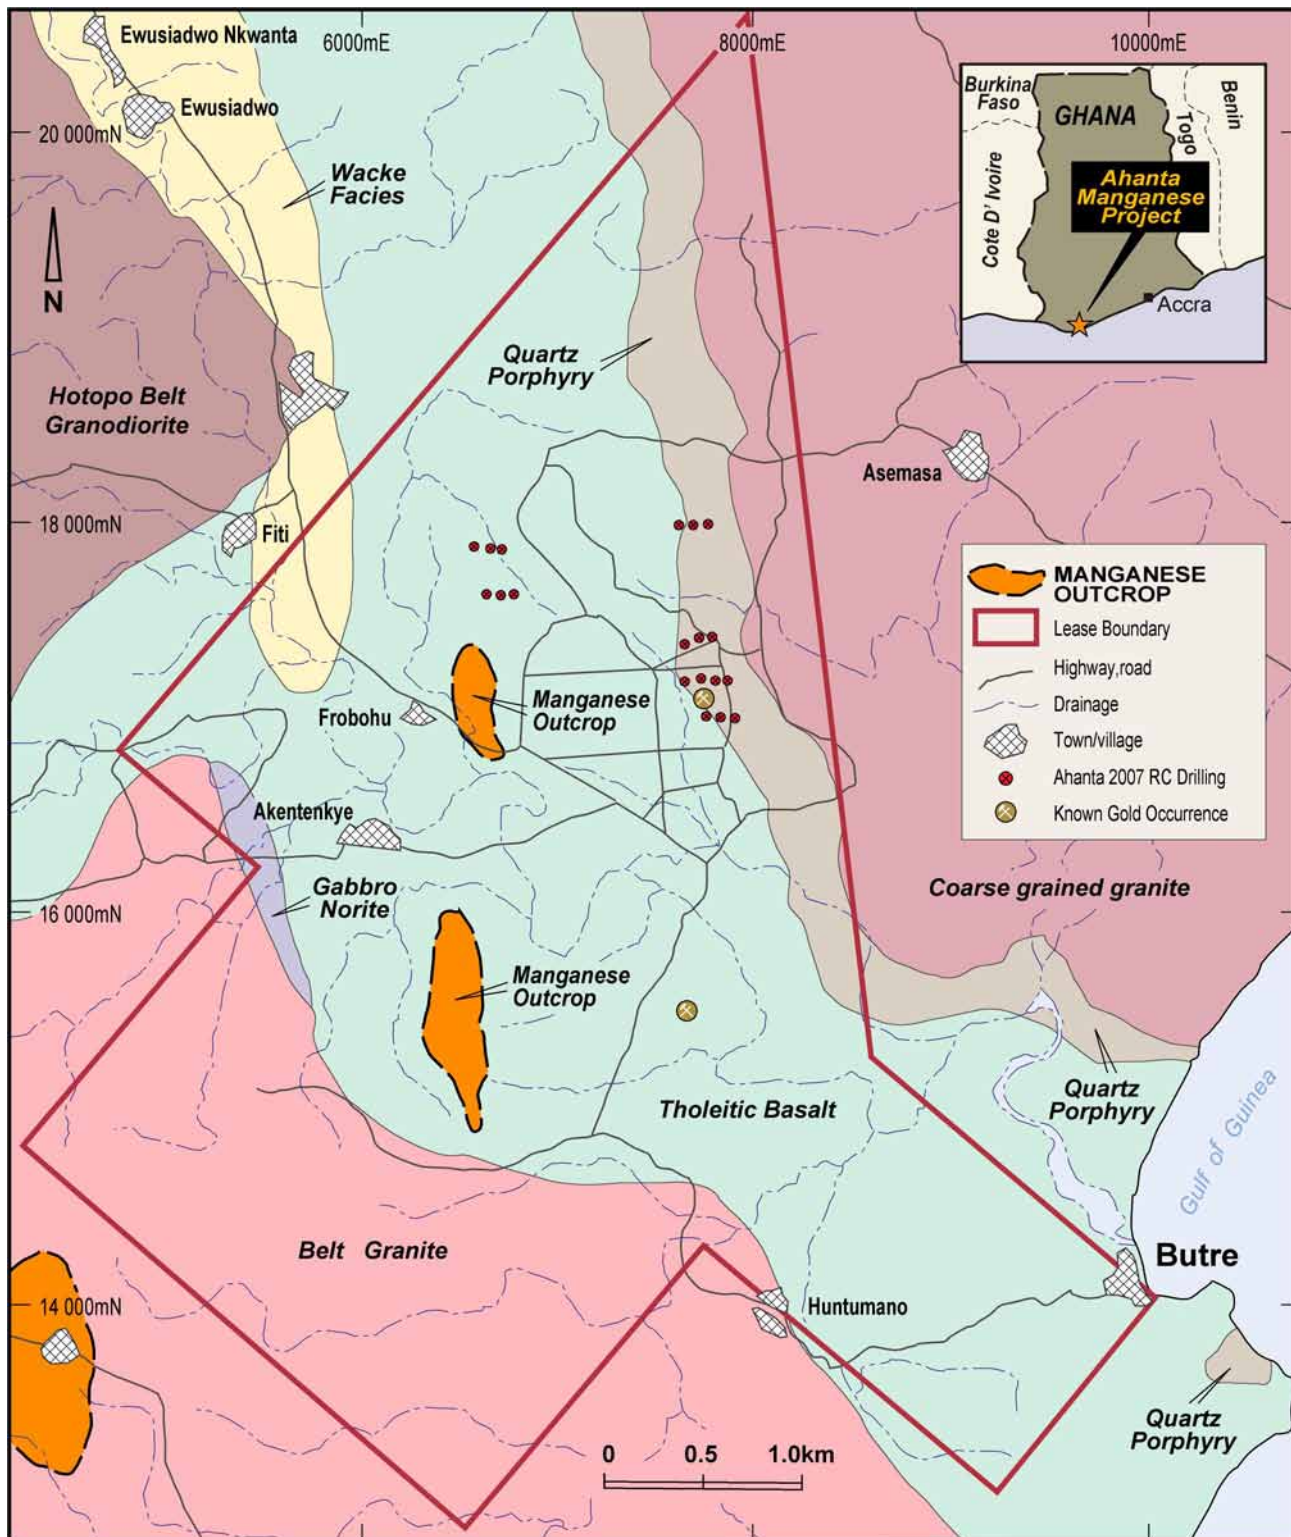 Ewusiadwo Nkwanta
6000mE
8000mE
10000mE
Burkina
Faso
GHANA
Togo
Benin
Cote D' Ivoire
Ahanta
Manganese
Project
Accra
Ewusiadwo
20 000mN
Wacke
Facies
N
Quartz
Porphyry
Hotopo Belt
Granodiorite
Asemasa
18 000mN
Fiti
MANGANESE
OUTCROP
Lease Boundary
Highway,road
Drainage
Town/village
Ahanta 2007 RC Drilling
Known Gold Occurrence
Frobohu
Manganese
Outcrop
Akentenkye
Gabbro
Norite
Coarse grained granite
16 000mN
Manganese
Outcrop
Tholeitic Basalt
Quartz
Porphyry
Gulf of Guinea
Belt Granite
Butre
14 000mN
Huntumano
Quartz
Porphyry
0 0.5 1.0km